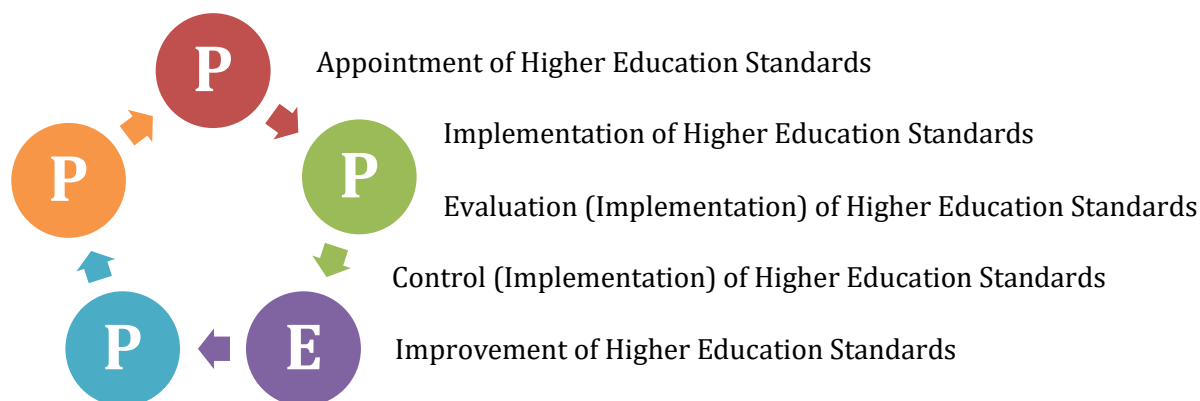 P
Appointment of Higher Education Standards
Implementation of Higher Education Standards
P
P
Evaluation (Implementation) of Higher Education Standards
Control (Implementation) of Higher Education Standards
P
E
Improvement of Higher Education Standards